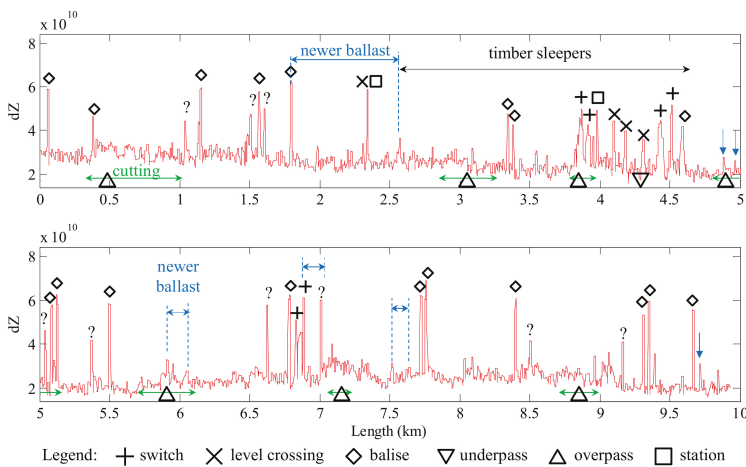 x 10^10
8
6
4
2
dZ
newer ballast
timber sleepers
? ? ?
cutting
0 0.5 1 1.5 2 2.5 3 3.5 4 4.5 5
x 10^10
8
6
4
2
dZ
newer
ballast
? ? ? ? ? ?
5 5.5 6 6.5 7 7.5 8 8.5 9 9.5 10
Length (km)
Legend: switch level crossing balise underpass overpass station